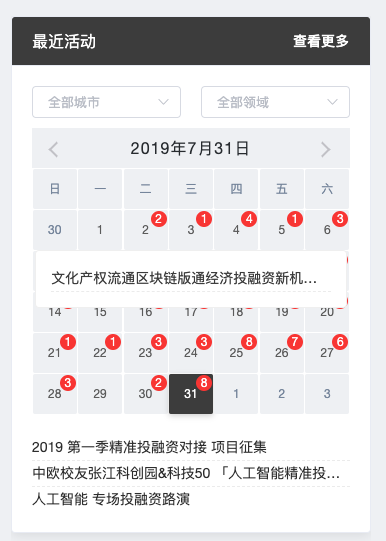 最近活动 查看更多
全部城市 全部领域
2019年7月31日
日 一 二 三 四 五 六
30 1 2 2 3 1 4 4 5 1 6 3
文化产权流通区块链版通经济投融资新机...
14 15 16 17 18 19 20
21 1 22 1 23 3 24 3 25 8 26 7 27 6
28 3 29 30 2 31 8 1 2 3
2019 第一季精准投融资对接 项目征集
中欧校友张江科创园&科技50 「人工智能精准投...
人工智能 专场投融资路演